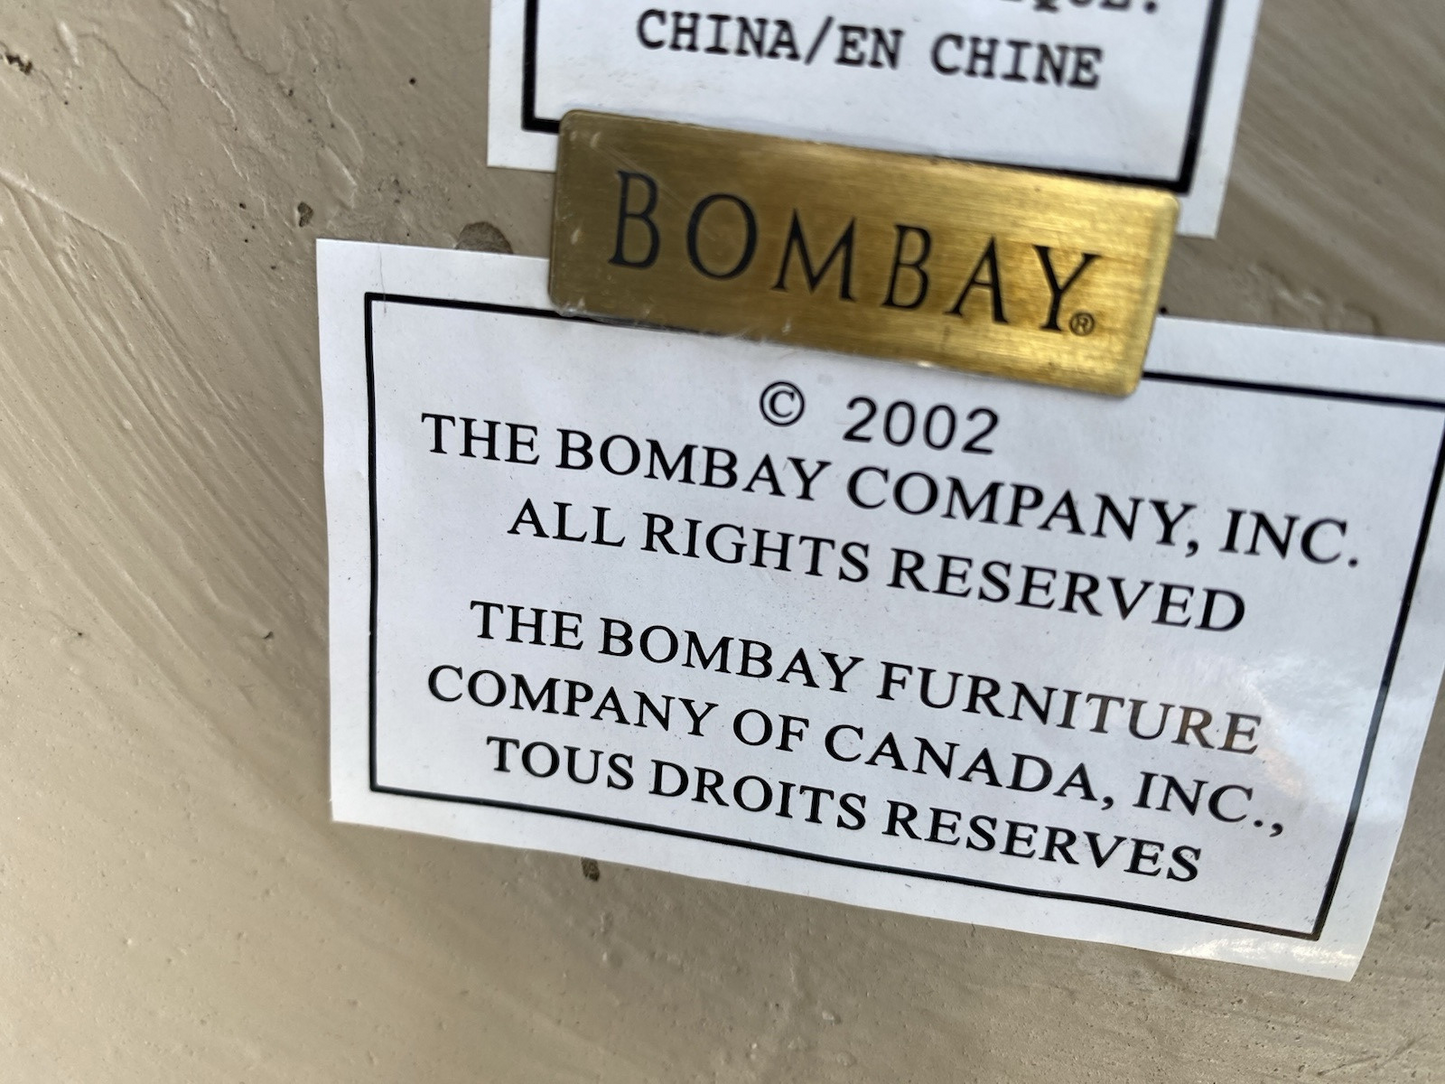 CHINA/EN CHINE
BOMBAY®
© 2002
THE BOMBAY COMPANY, INC.
ALL RIGHTS RESERVED
THE BOMBAY FURNITURE
COMPANY OF CANADA, INC.,
TOUS DROITS RESERVES